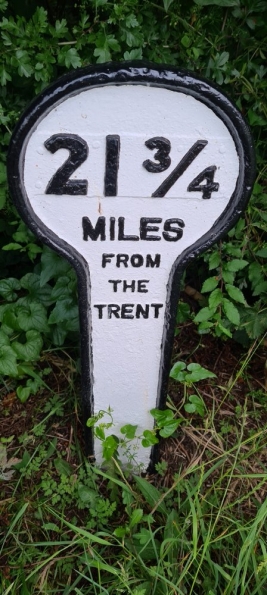 21 3/4
MILES
FROM
THE
TRENT